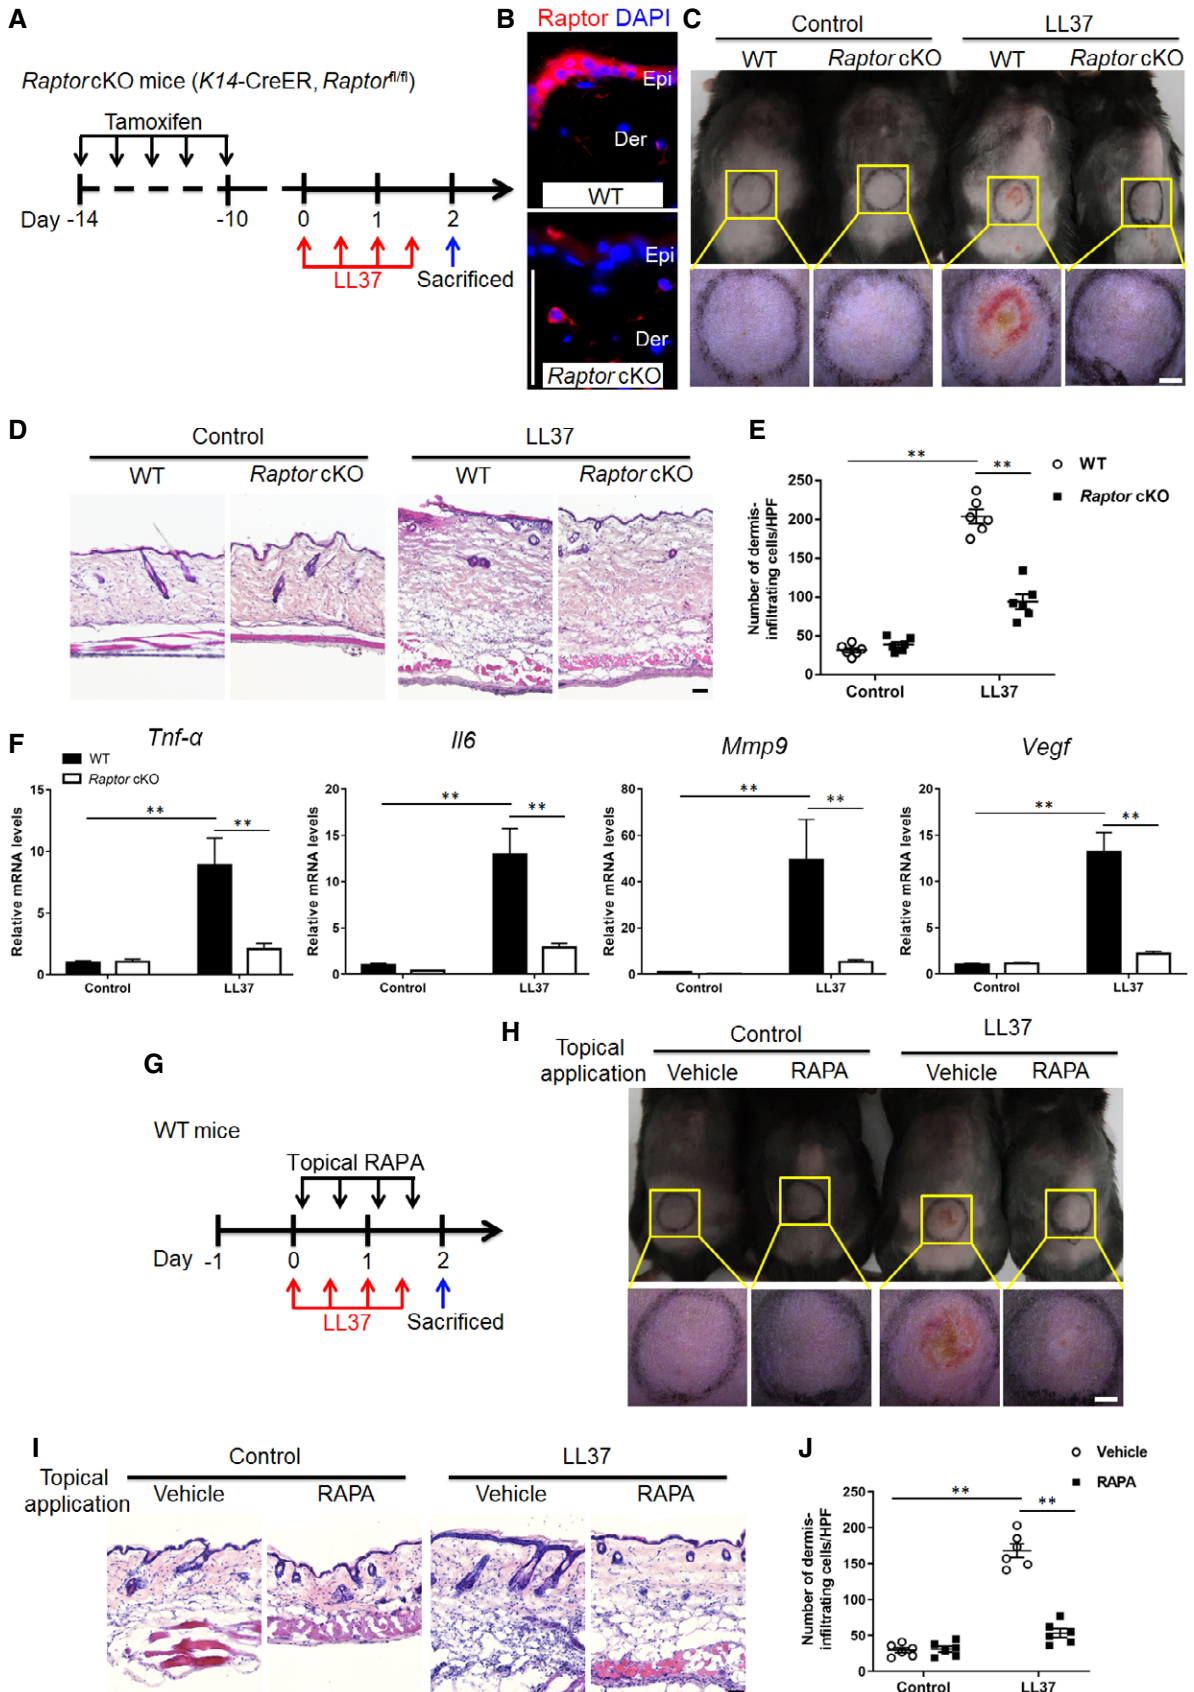 A
Raptor cKO mice (K14-CreER, Raptorfl/fl)
Tamoxifen
Day -14 -10 0 1 2
LL37 Sacrificed
B
Raptor DAPI
Epi
Der
WT
Epi
Der
Raptor cKO
C
Control LL37
WT Raptor cKO WT Raptor cKO
D
Control LL37
WT Raptor cKO WT Raptor cKO
E
** **
WT
Raptor cKO
Number of dermis-
infiltrating cells/HPF
250
200
150
100
50
0
Control LL37
F
WT
Raptor cKO
Tnf-α
Relative mRNA levels
15
10
5
0
** **
Control LL37
Il6
Relative mRNA levels
20
15
10
5
0
** **
Control LL37
Mmp9
Relative mRNA levels
80
60
40
20
0
** **
Control LL37
Vegf
Relative mRNA levels
20
15
10
5
0
** **
Control LL37
G
WT mice
Topical RAPA
Day -1 0 1 2
LL37 Sacrificed
H
Topical
application
Control LL37
Vehicle RAPA Vehicle RAPA
I
Topical
application
Control LL37
Vehicle RAPA Vehicle RAPA
J
Vehicle
RAPA
** **
Number of dermis-
infiltrating cells/HPF
250
200
150
100
50
0
Control LL37